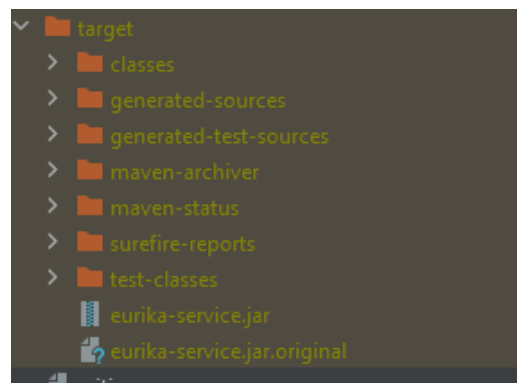 target
classes
generated-sources
generated-test-sources
maven-archiver
maven-status
surefire-reports
test-classes
eurika-service.jar
eurika-service.jar.original